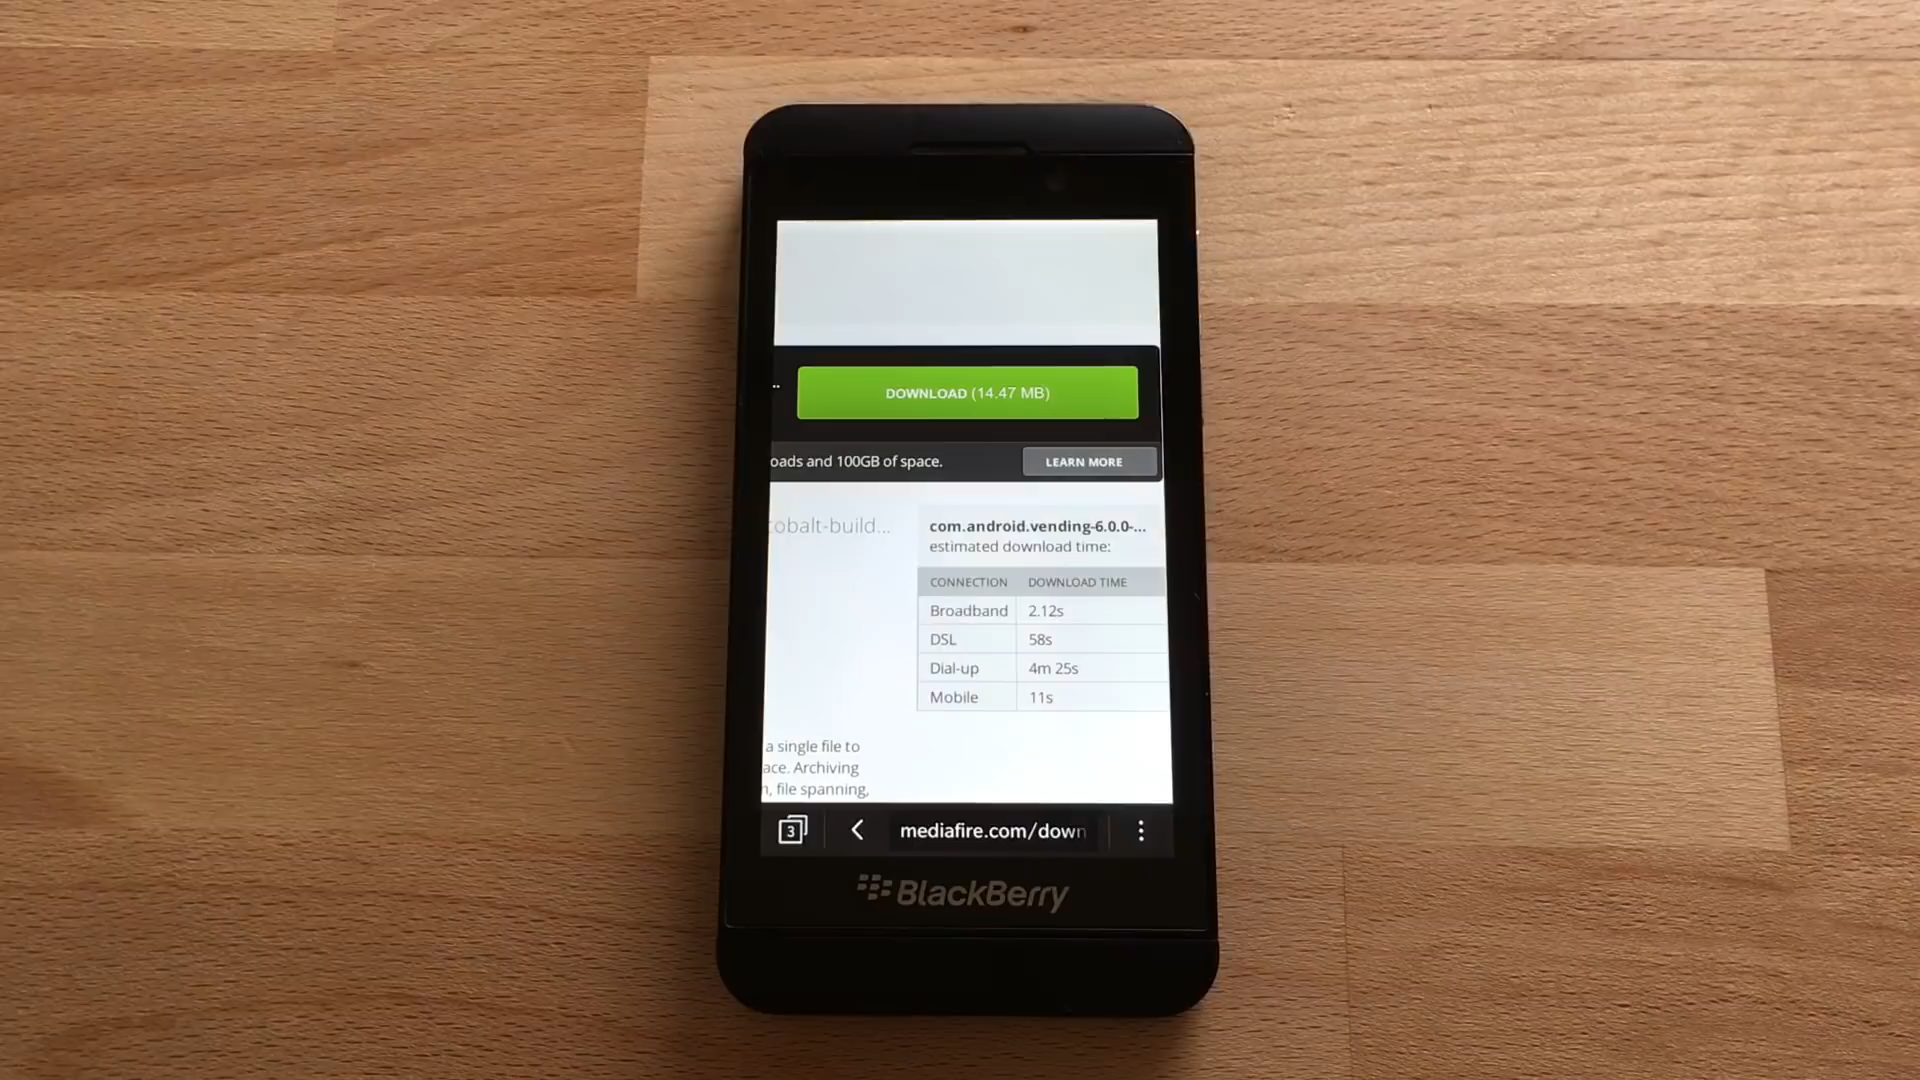 DOWNLOAD (14.47 MB)
oads and 100GB of space.
LEARN MORE
obalt-build...
com.android.vending-6.0.0-...
estimated download time:
CONNECTION DOWNLOAD TIME
Broadband 2.12s
DSL 58s
Dial-up 4m 25s
Mobile 11s
a single file to
ace. Archiving
n, file spanning,
3
mediafire.com/down
BlackBerry